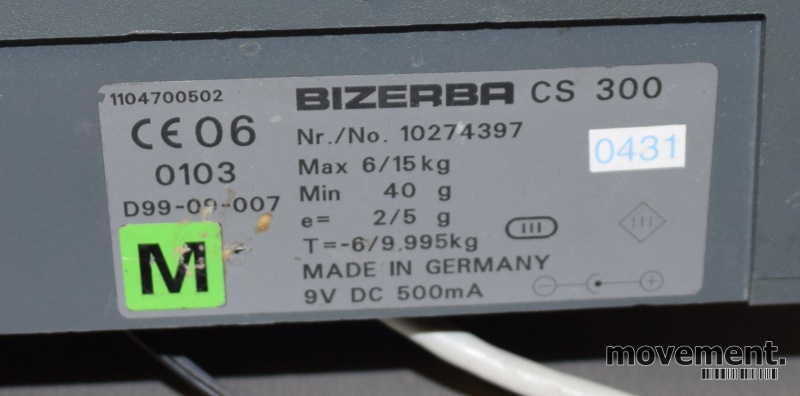 1104700502
BIZERBA CS 300
CE 06
0103
D99-09-007
M
Nr./No. 10274397
Max 6/15kg
Min 40 g
e= 2/5 g
T=-6/9.995kg
MADE IN GERMANY
9V DC 500mA
III
III
0431
movement.